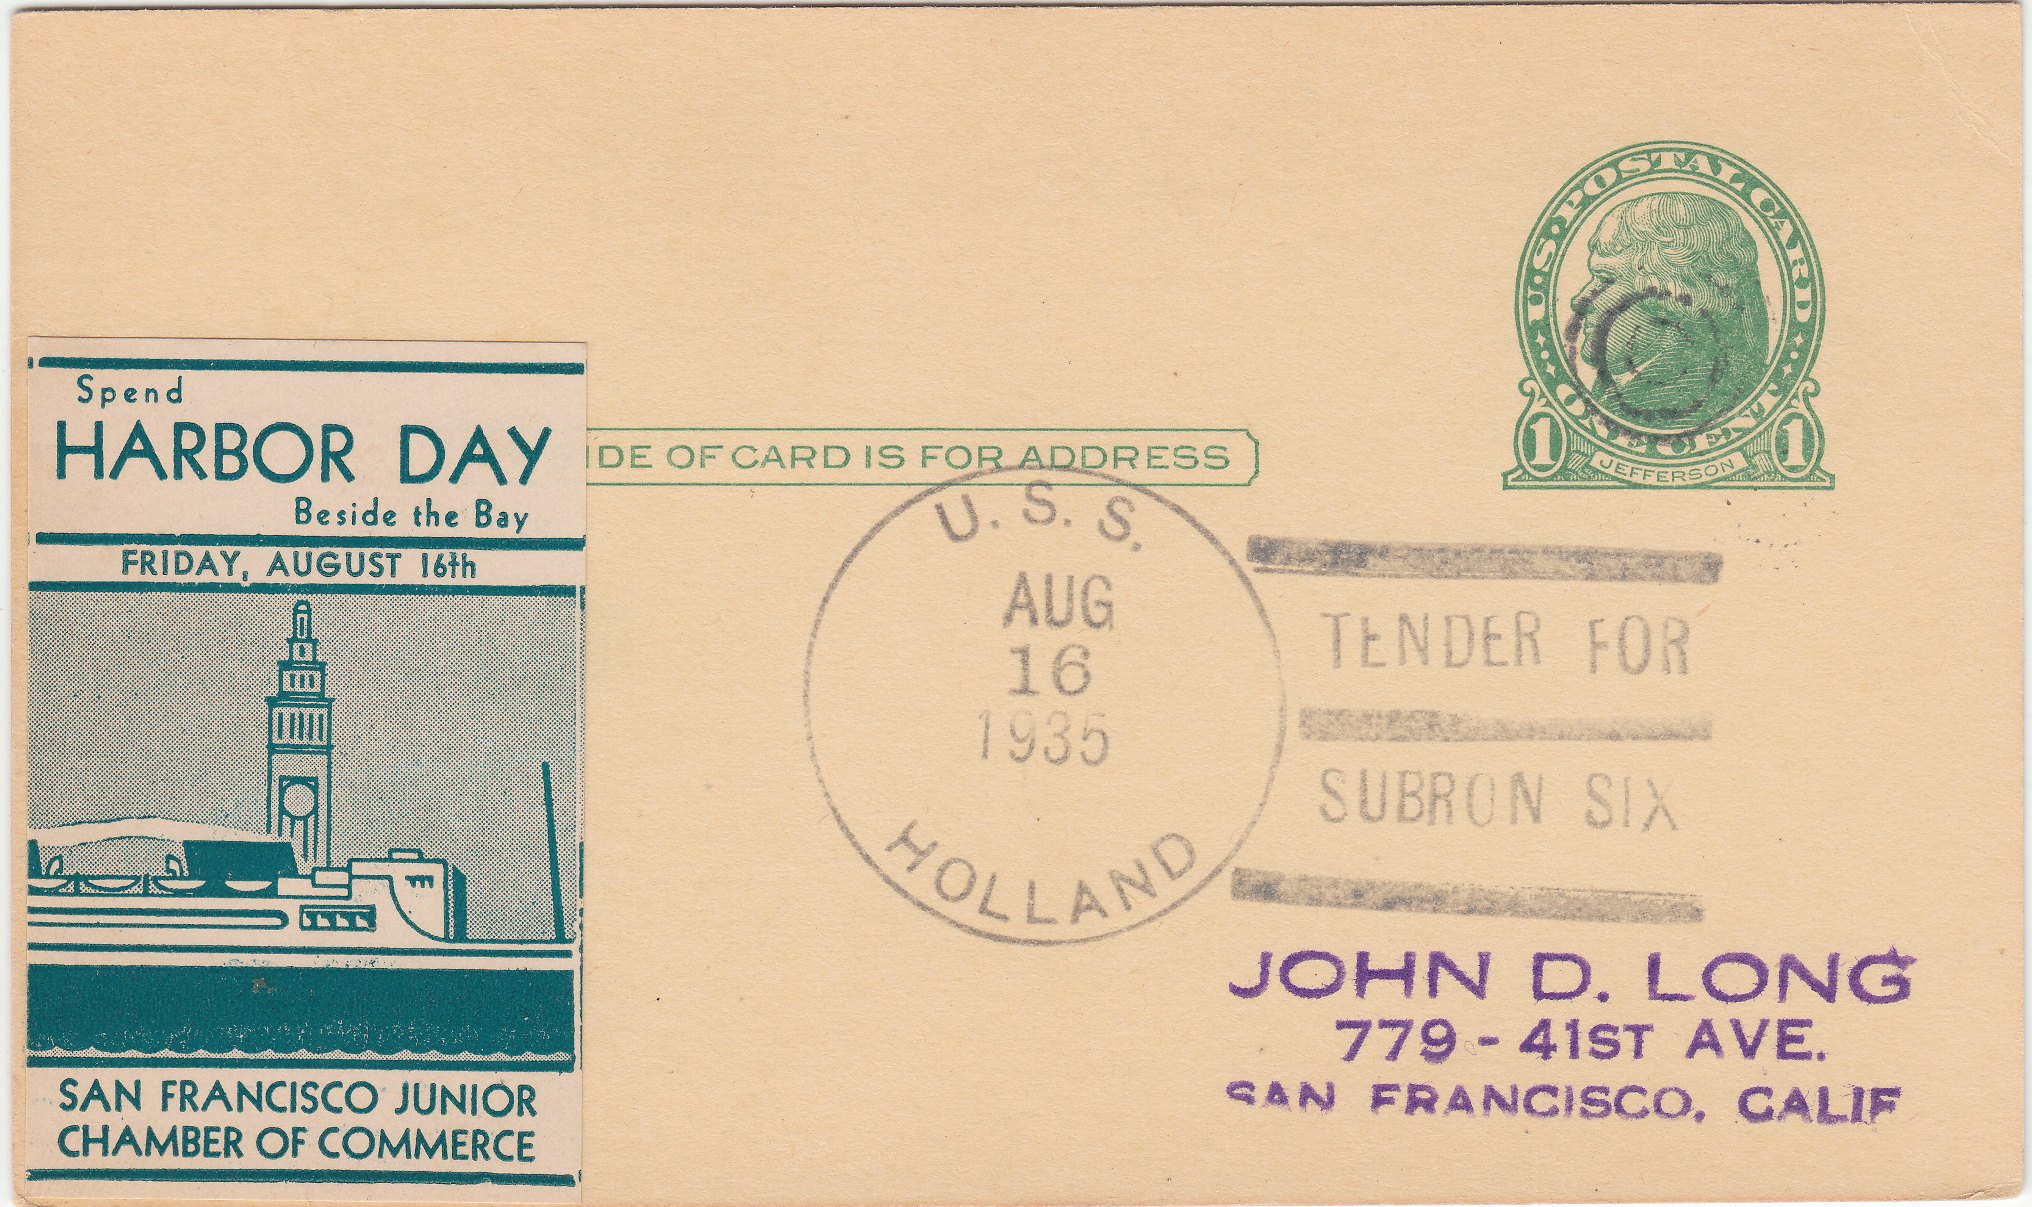 U.S. POSTAL CARD
ONE CENT
1 JEFFERSON 1
IDE OF CARD IS FOR ADDRESS
Spend
HARBOR DAY
Beside the Bay
FRIDAY, AUGUST 16th
SAN FRANCISCO JUNIOR
CHAMBER OF COMMERCE
U.S.S.
AUG
16
1935
HOLLAND
TENDER FOR
SUBRON SIX
JOHN D. LONG
779 - 41ST AVE.
SAN FRANCISCO, CALIF